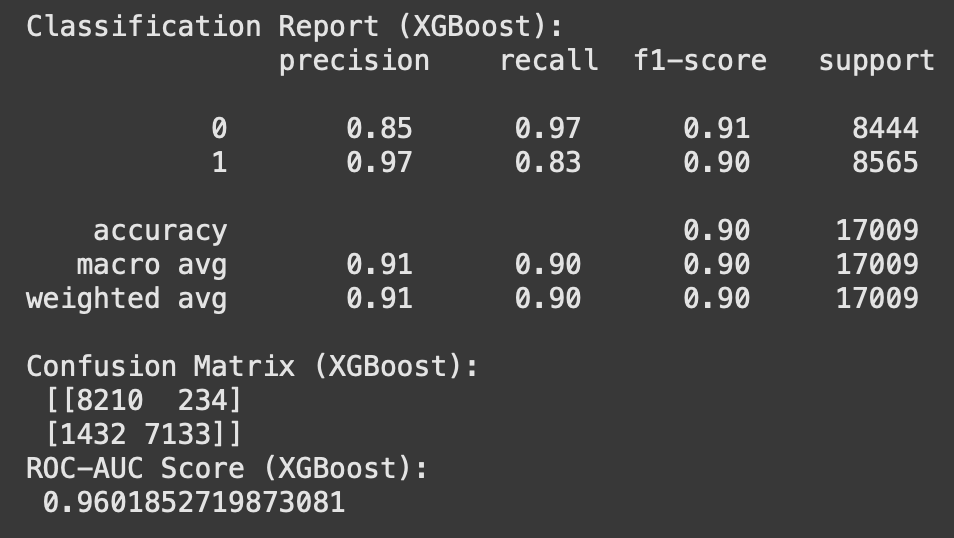 Classification Report (XGBoost):
precision recall f1-score support
0 0.85 0.97 0.91 8444
1 0.97 0.83 0.90 8565
accuracy 0.90 17009
macro avg 0.91 0.90 0.90 17009
weighted avg 0.91 0.90 0.90 17009
Confusion Matrix (XGBoost):
[[8210 234]
[1432 7133]]
ROC-AUC Score (XGBoost):
0.9601852719873081